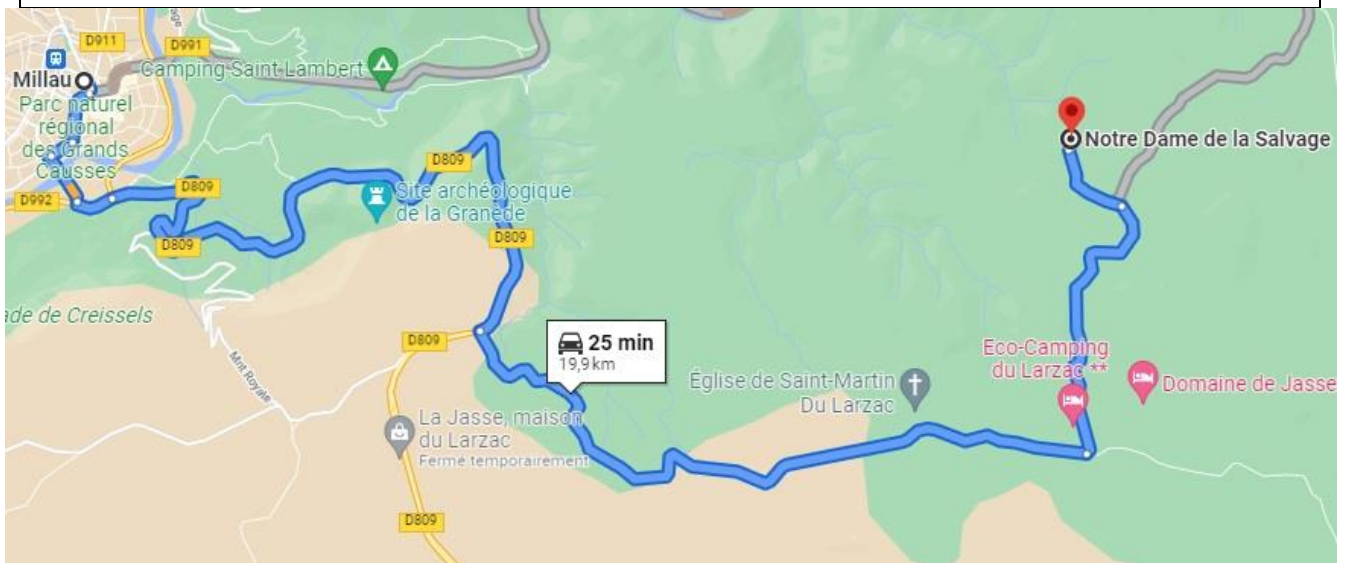 D911
D991
age
Camping Saint Lambert
Millau
Parc naturel
régional
des Grands
Causses
D992
D809
D809
D809
Site archéologique
de la Granède
D809
Notre Dame de la Salvage
ade de Creissels
Mnt Royale
D809
25 min
19,9 km
La Jasse, maison
du Larzac
Fermé temporairement
D809
Église de Saint-Martin
Du Larzac
Eco-Camping
du Larzac **
Domaine de Jasse